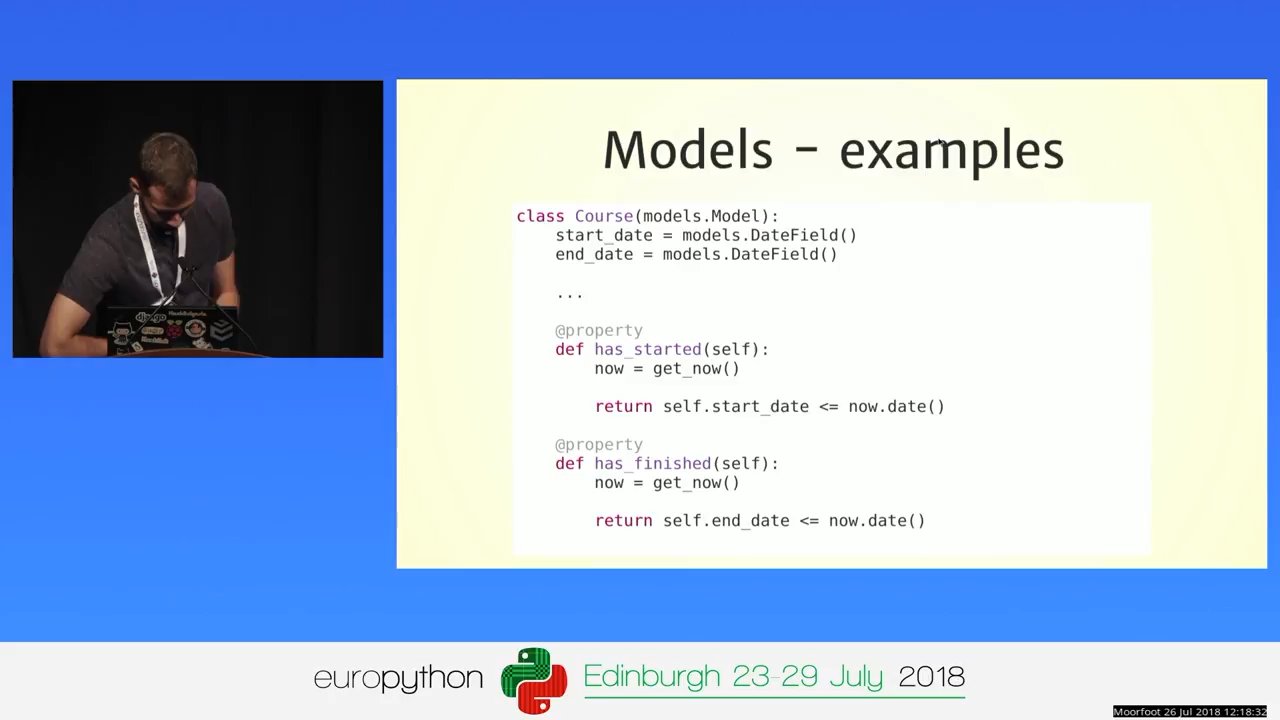 Models - examples
class Course(models.Model):
    start_date = models.DateField()
    end_date = models.DateField()
    ...
    @property
    def has_started(self):
        now = get_now()
        return self.start_date <= now.date()
    @property
    def has_finished(self):
        now = get_now()
        return self.end_date <= now.date()
django
HackBulgaria
europython Edinburgh 23-29 July 2018
Moorfoot 26 Jul 2018 12:18:32